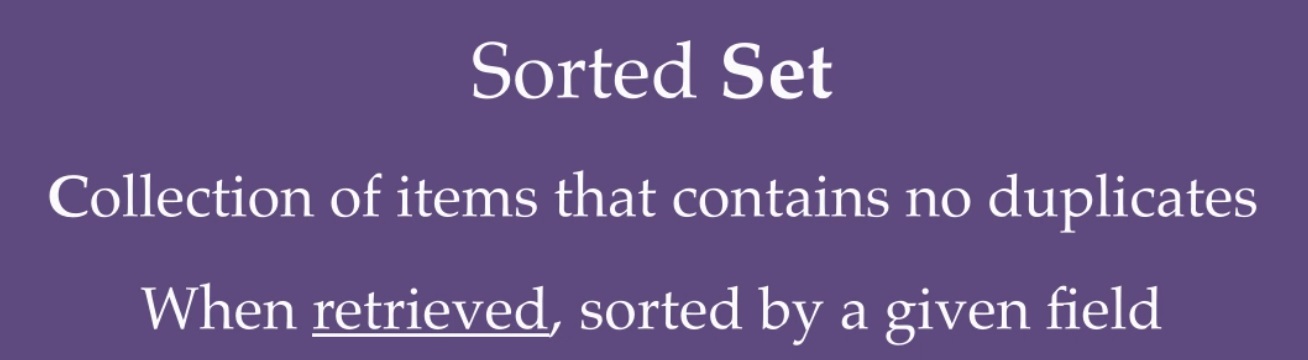 Sorted Set
Collection of items that contains no duplicates
When retrieved, sorted by a given field